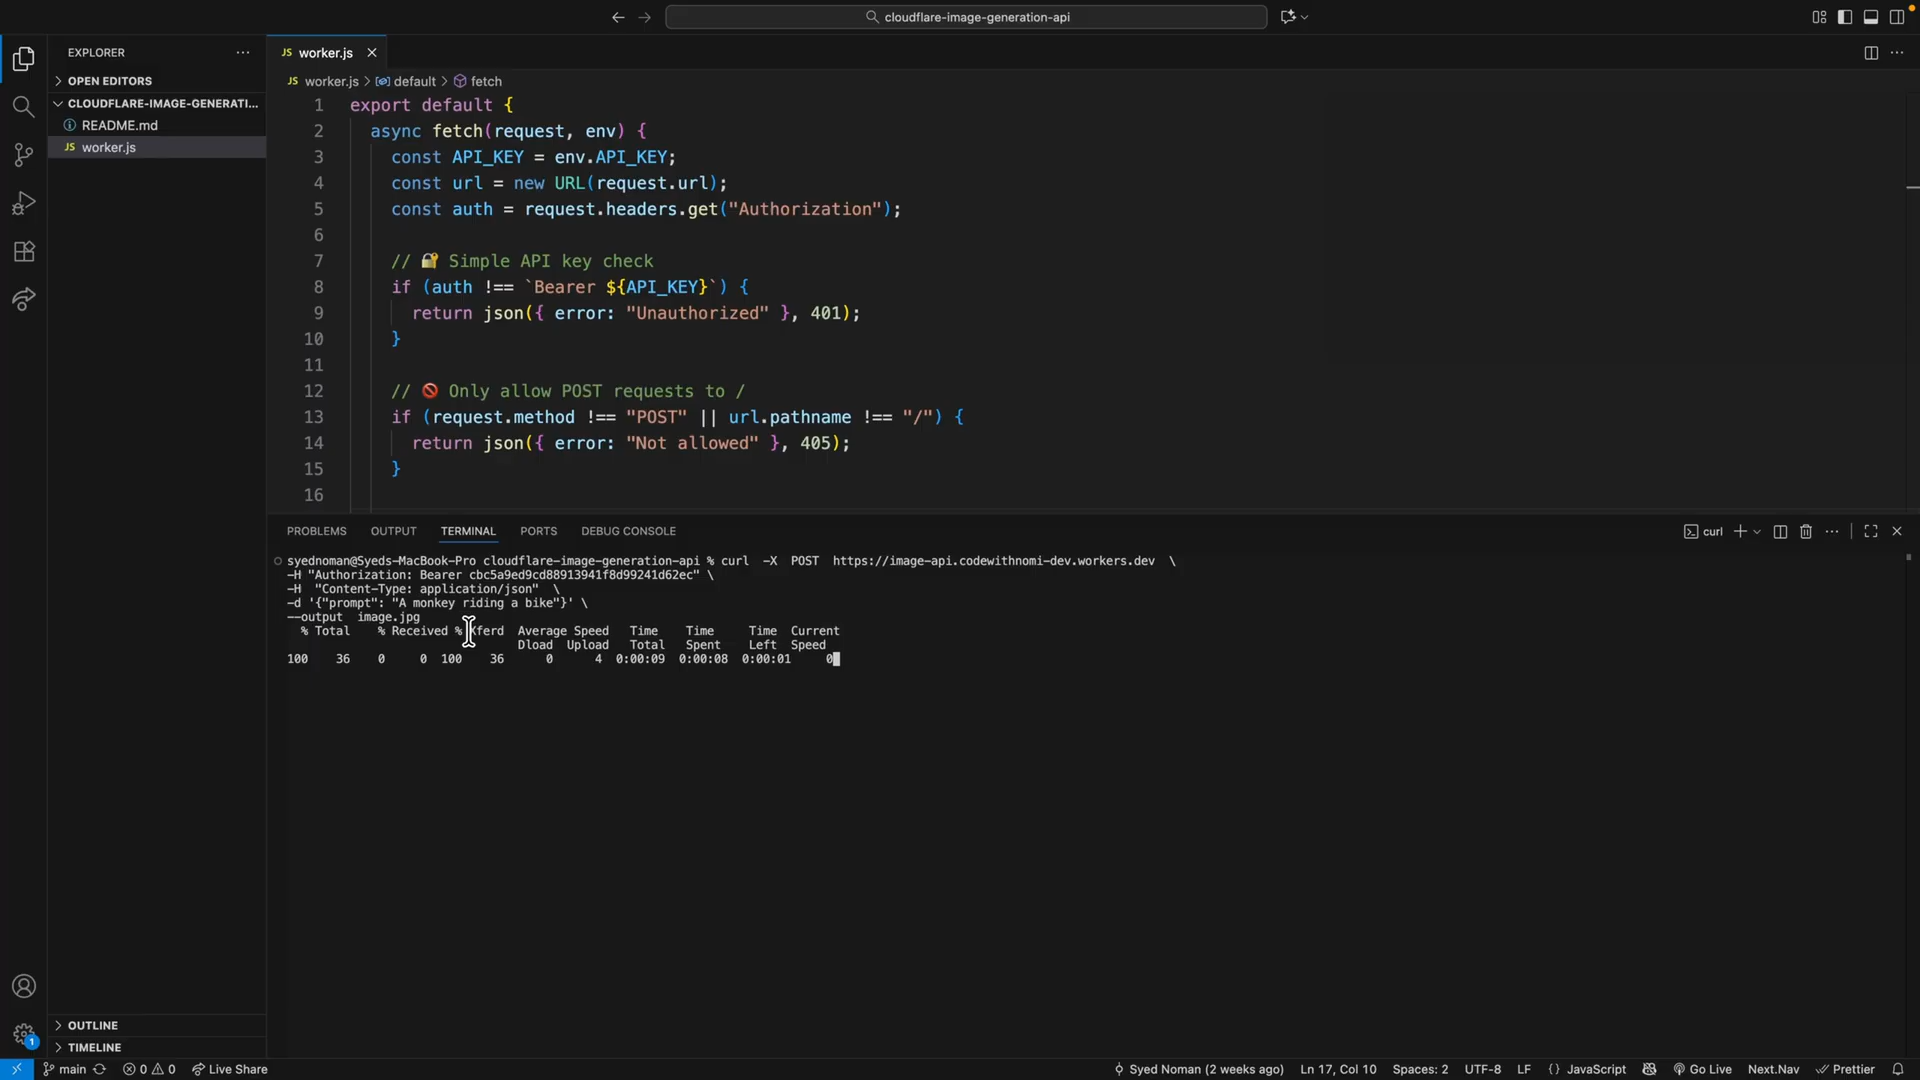 cloudflare-image-generation-api
EXPLORER
OPEN EDITORS
CLOUDFLARE-IMAGE-GENERATI...
README.md
JS worker.js
OUTLINE
TIMELINE
JS worker.js
JS worker.js > default > fetch
1 export default {
2 async fetch(request, env) {
3 const API_KEY = env.API_KEY;
4 const url = new URL(request.url);
5 const auth = request.headers.get("Authorization");
6
7 // 🔐 Simple API key check
8 if (auth !== `Bearer ${API_KEY}`) {
9 return json({ error: "Unauthorized" }, 401);
10 }
11
12 // 🚫 Only allow POST requests to /
13 if (request.method !== "POST" || url.pathname !== "/") {
14 return json({ error: "Not allowed" }, 405);
15 }
16
PROBLEMS OUTPUT TERMINAL PORTS DEBUG CONSOLE
curl
syednoman@Syeds-MacBook-Pro cloudflare-image-generation-api % curl -X POST https://image-api.codewithnomi-dev.workers.dev \
-H "Authorization: Bearer cbc5a9ed9cd88913941f8d99241d62ec" \
-H "Content-Type: application/json" \
-d '{"prompt": "A monkey riding a bike"}' \
--output image.jpg
% Total % Received % Xferd Average Speed Time Time Time Current
Dload Upload Total Spent Left Speed
100 36 0 0 100 36 0 4 0:00:09 0:00:08 0:00:01 0
1
main 0 0 Live Share
Syed Noman (2 weeks ago) Ln 17, Col 10 Spaces: 2 UTF-8 LF {} JavaScript Go Live Next.Nav Prettier